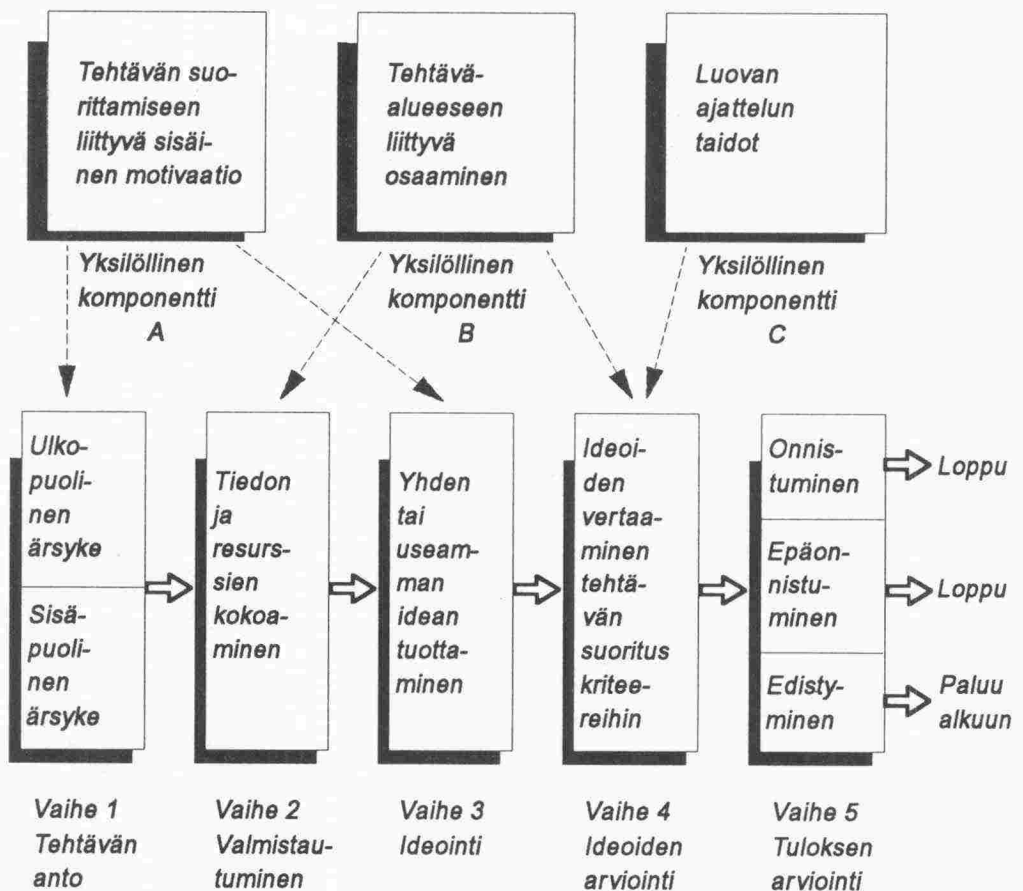 Tehtävän suo-
rittamiseen
liittyvä sisäi-
nen motivaatio
Tehtävä-
alueeseen
liittyvä
osaaminen
Luovan
ajattelun
taidot
Yksilöllinen
komponentti
A
Yksilöllinen
komponentti
B
Yksilöllinen
komponentti
C
Ulko-
puoli-
nen
ärsyke
Sisä-
puoli-
nen
ärsyke
Tiedon
ja
resurs-
sien
kokoa-
minen
Yhden
tai
useam-
man
idean
tuotta-
minen
Ideoi-
den
vertaa-
minen
tehtä-
vän
suoritus
kritee-
reihin
Onnis-
tuminen
Epäon-
nistu-
minen
Edisty-
minen
Loppu
Loppu
Paluu
alkuun
Vaihe 1
Tehtävän
anto
Vaihe 2
Valmistau-
tuminen
Vaihe 3
Ideointi
Vaihe 4
Ideoiden
arviointi
Vaihe 5
Tuloksen
arviointi